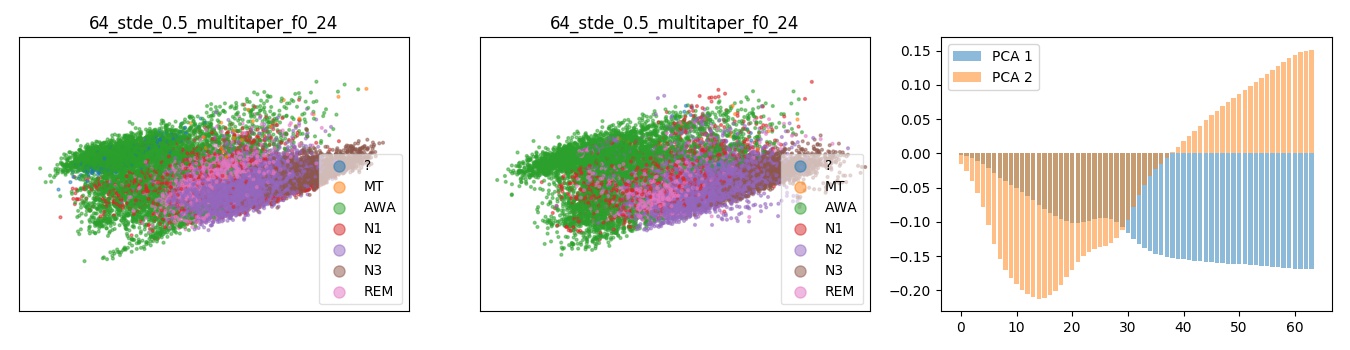 64_stde_0.5_multitaper_f0_24
?
MT
AWA
N1
N2
N3
REM
64_stde_0.5_multitaper_f0_24
?
MT
AWA
N1
N2
N3
REM
PCA 1
PCA 2
0.15
0.10
0.05
0.00
−0.05
−0.10
−0.15
−0.20
0 10 20 30 40 50 60